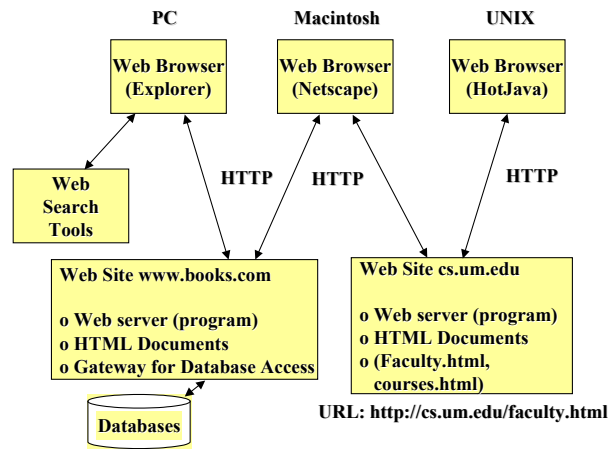 PC
Macintosh
UNIX
Web Browser
(Explorer)
Web Browser
(Netscape)
Web Browser
(HotJava)
HTTP
HTTP
HTTP
Web
Search
Tools
Web Site www.books.com
o Web server (program)
o HTML Documents
o Gateway for Database Access
Web Site cs.um.edu
o Web server (program)
o HTML Documents
o (Faculty.html,
courses.html)
Databases
URL: http://cs.um.edu/faculty.html